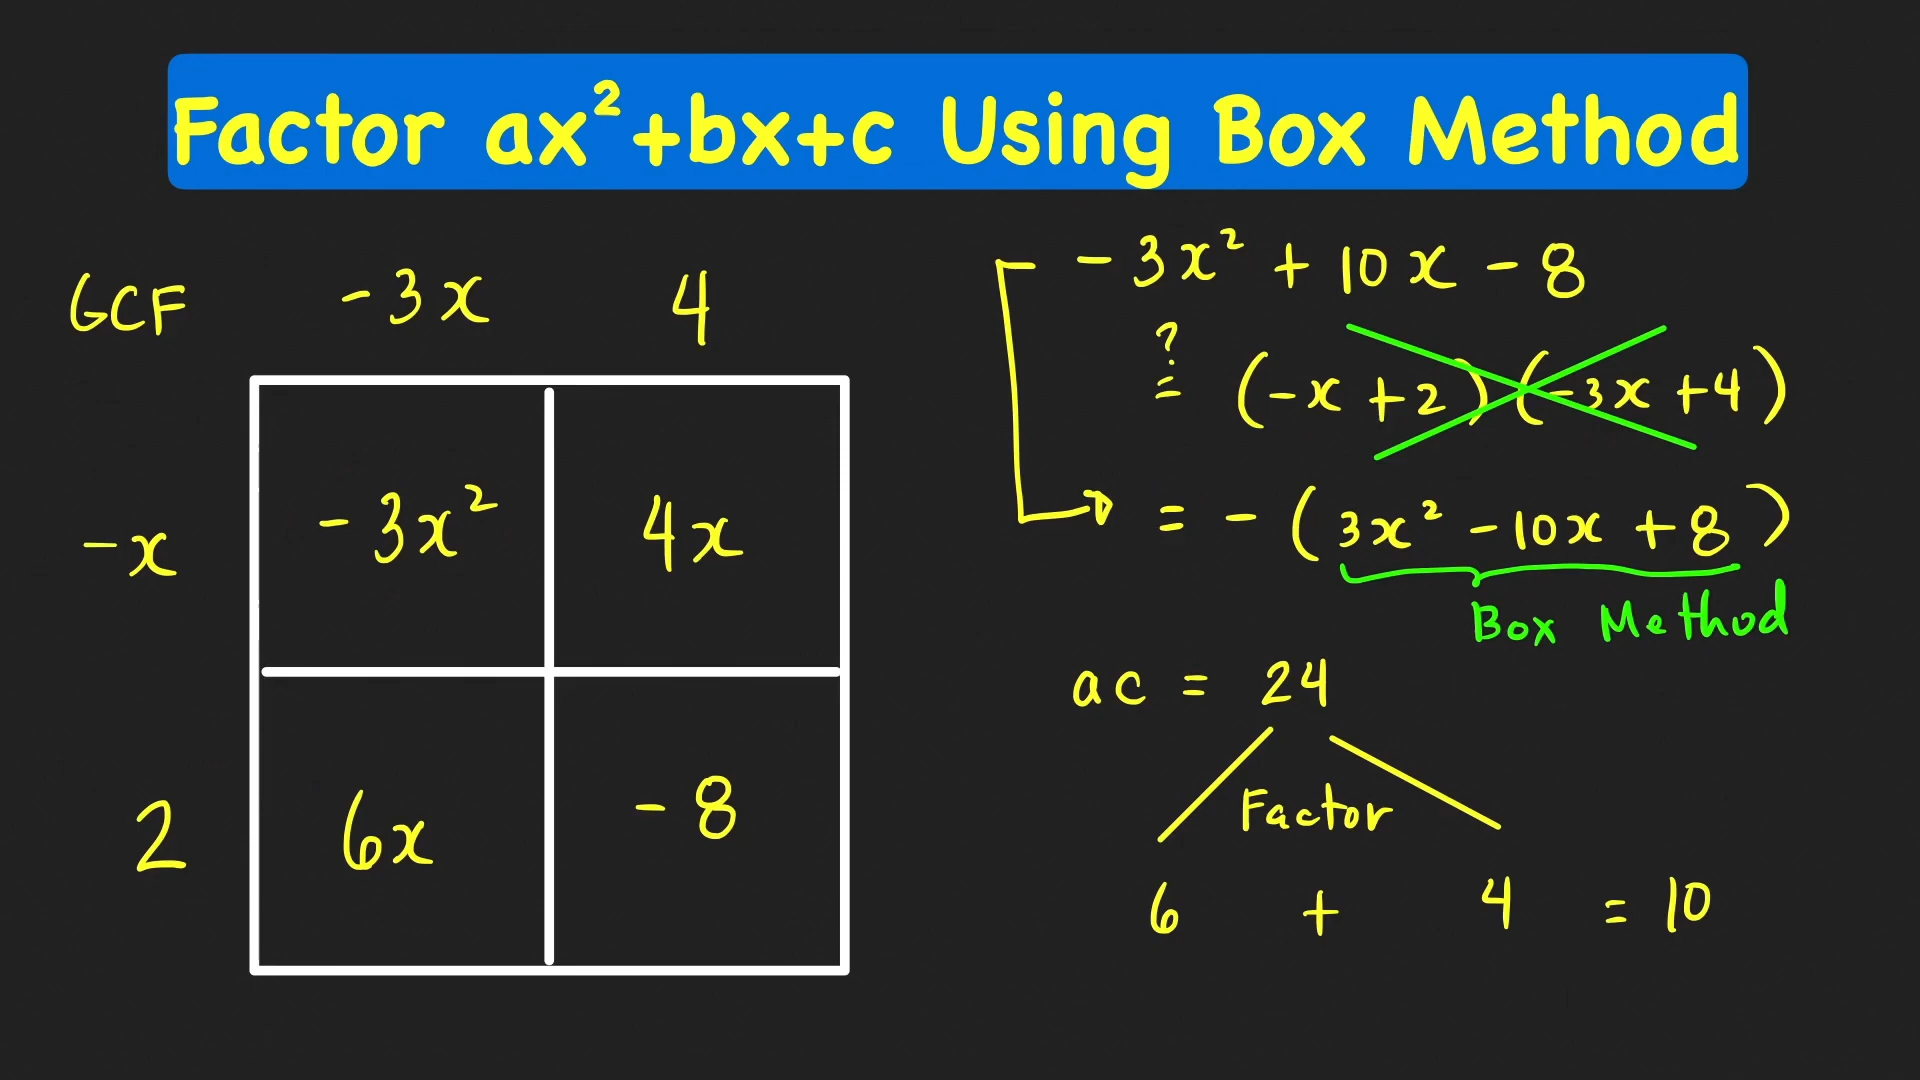 Factor ax²+bx+c Using Box Method
GCF -3x 4
-x -3x² 4x
2 6x -8
-3x² + 10x - 8
?
= (-x +2) (-3x +4)
= - (3x² - 10x + 8)
Box Method
ac = 24
Factor
6 + 4 = 10